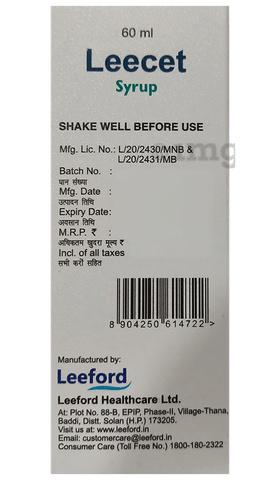 60 ml
Leecet
Syrup
SHAKE WELL BEFORE USE
Mfg. Lic. No.: L/20/2430/MNB &
L/20/2431/MB
Batch No. :
पान संख्या
Mfg. Date :
उत्पादन तिथि
Expiry Date:
अवसान तिथि
M.R.P. ₹ :
अधिकतम खुदरा मूल्य ₹
Incl. of all taxes
सभी करों सहित
8 904250 614722 >
Manufactured by:
Leeford
Leeford Healthcare Ltd.
At: Plot No. 88-B, EPIP, Phase-II, Village-Thana,
Baddi, Distt. Solan (H.P.) 173205.
Visit us at: www.leeford.in
Email: customercare@leeford.in
Consumer Care (Toll Free No.) 1800-180-2322